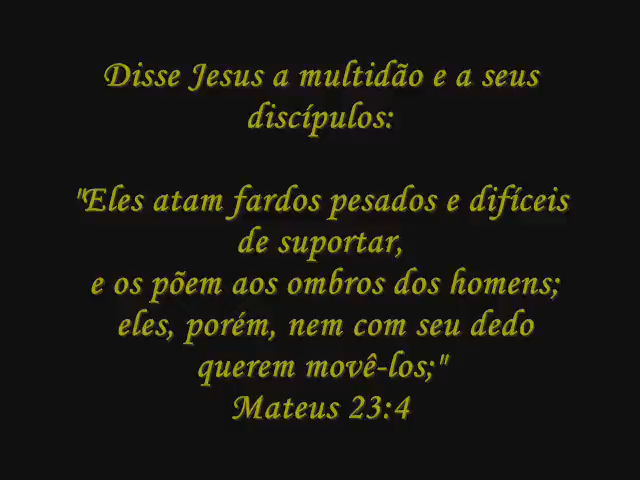 Disse Jesus a multidão e a seus
discípulos:
"Eles atam fardos pesados e difíceis
de suportar,
e os põem aos ombros dos homens;
eles, porém, nem com seu dedo
querem movê-los;"
Mateus 23:4